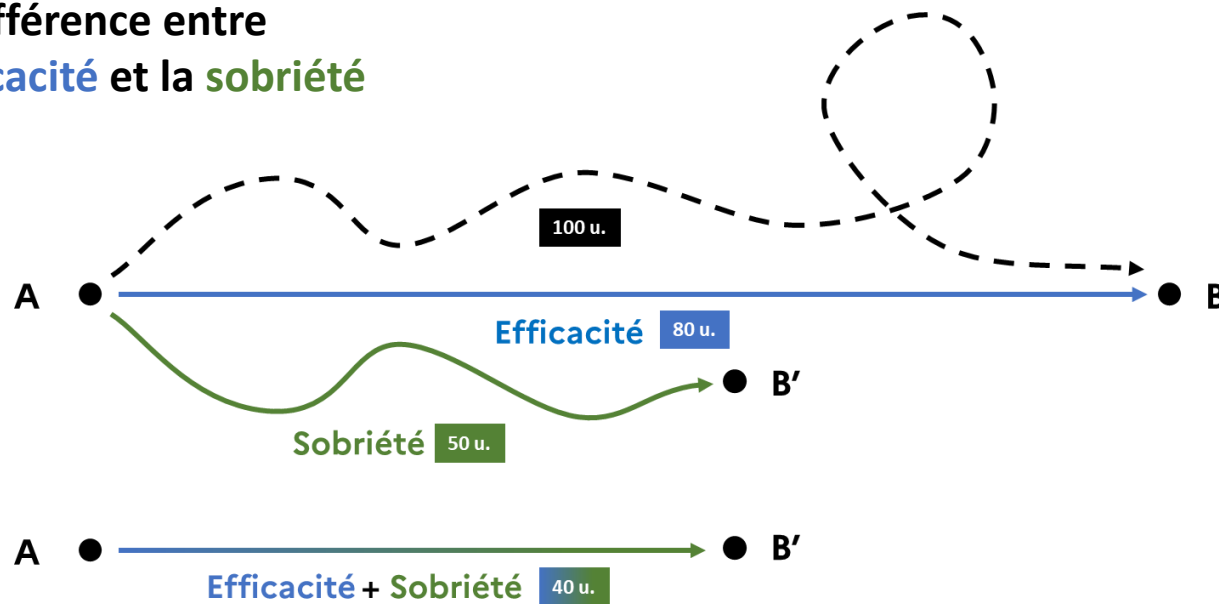 fférence entre
cacité et la sobriété
100 u.
A
B
Efficacité 80 u.
B′
Sobriété 50 u.
A
B′
Efficacité + Sobriété 40 u.